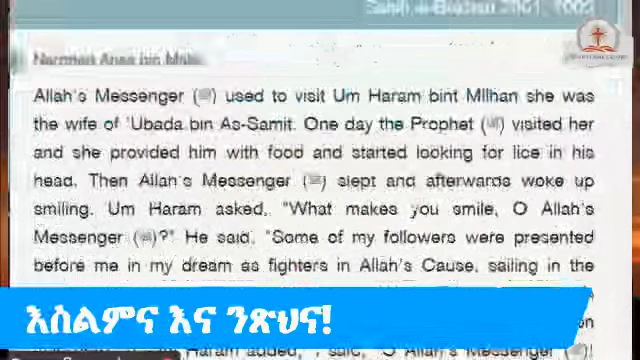 Narrated Anas bin Malik
Allah's Messenger (ﷺ) used to visit Um Haram bint Milhan she was
the wife of 'Ubada bin As-Samit. One day the Prophet (ﷺ) visited her
and she provided him with food and started looking for lice in his
head. Then Allah's Messenger (ﷺ) slept and afterwards woke up
smiling. Um Haram asked, "What makes you smile, O Allah's
Messenger (ﷺ)?" He said, "Some of my followers were presented
before me in my dream as fighters in Allah's Cause, sailing in the
እስልምና እና ንጽህና!
Haram added, "I said, 'O Allah's Messenger